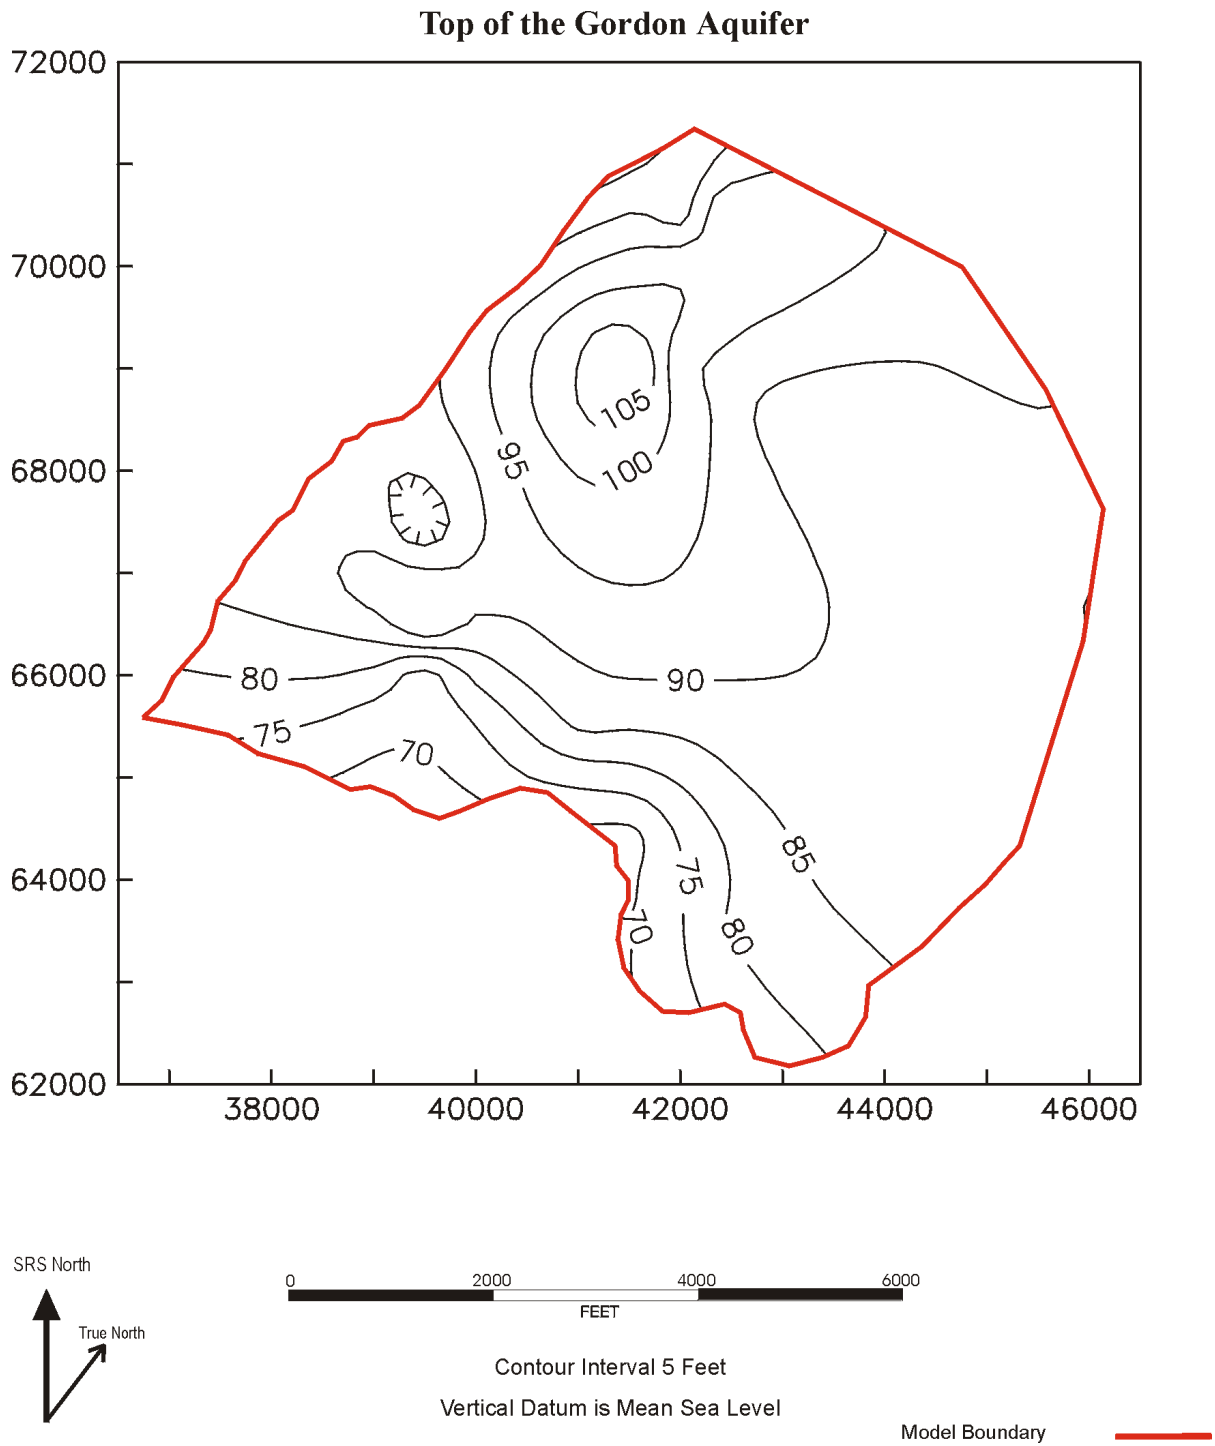 Top of the Gordon Aquifer
72000
70000
68000
66000
64000
62000
38000 40000 42000 44000 46000
105
95
100
80
90
75
70
85
75
70
80
SRS North
True North
0 2000 4000 6000
FEET
Contour Interval 5 Feet
Vertical Datum is Mean Sea Level
Model Boundary